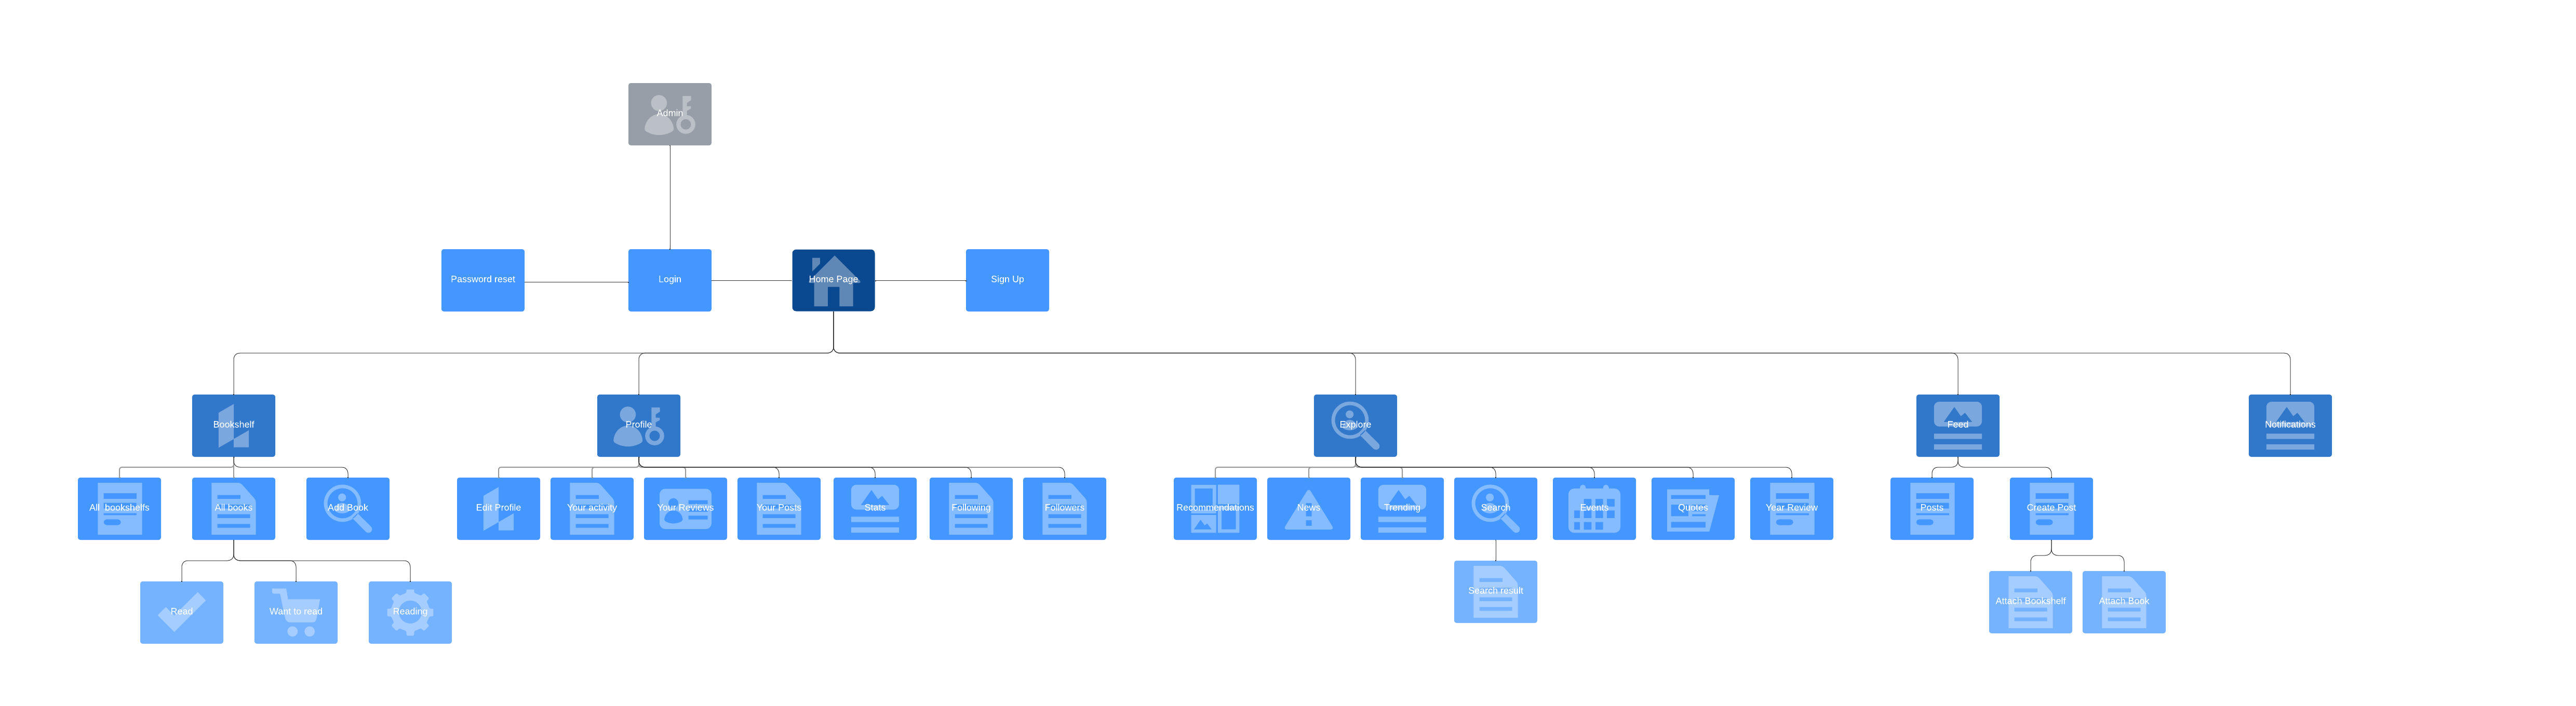 Admin
Password reset
Login
Home Page
Sign Up
Bookshelf
Profile
Explore
Feed
Notifications
All bookshelfs
All books
Add Book
Edit Profile
Your activity
Your Reviews
Your Posts
Stats
Following
Followers
Recommendations
News
Trending
Search
Events
Quotes
Year Review
Posts
Create Post
Read
Want to read
Reading
Search result
Attach Bookshelf
Attach Book